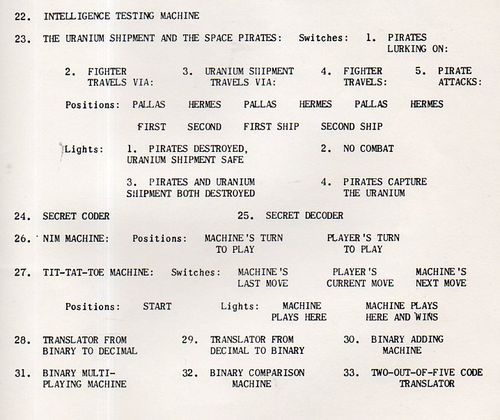 22. INTELLIGENCE TESTING MACHINE
23. THE URANIUM SHIPMENT AND THE SPACE PIRATES: Switches: 1. PIRATES
LURKING ON:
2. FIGHTER 3. URANIUM SHIPMENT 4. FIGHTER 5. PIRATE
TRAVELS VIA: TRAVELS VIA: TRAVELS: ATTACKS:
Positions: PALLAS HERMES PALLAS HERMES PALLAS HERMES
FIRST SECOND FIRST SHIP SECOND SHIP
Lights: 1. PIRATES DESTROYED, 2. NO COMBAT
URANIUM SHIPMENT SAFE
3. PIRATES AND URANIUM 4. PIRATES CAPTURE
SHIPMENT BOTH DESTROYED THE URANIUM
24. SECRET CODER 25. SECRET DECODER
26. NIM MACHINE: Positions: MACHINE'S TURN PLAYER'S TURN
TO PLAY TO PLAY
27. TIT-TAT-TOE MACHINE: Switches: MACHINE'S PLAYER'S MACHINE'S
LAST MOVE CURRENT MOVE NEXT MOVE
Positions: START Lights: MACHINE MACHINE PLAYS
PLAYS HERE HERE AND WINS
28. TRANSLATOR FROM 29. TRANSLATOR FROM 30. BINARY ADDING
BINARY TO DECIMAL DECIMAL TO BINARY MACHINE
31. BINARY MULTI- 32. BINARY COMPARISON 33. TWO-OUT-OF-FIVE CODE
PLAYING MACHINE MACHINE TRANSLATOR